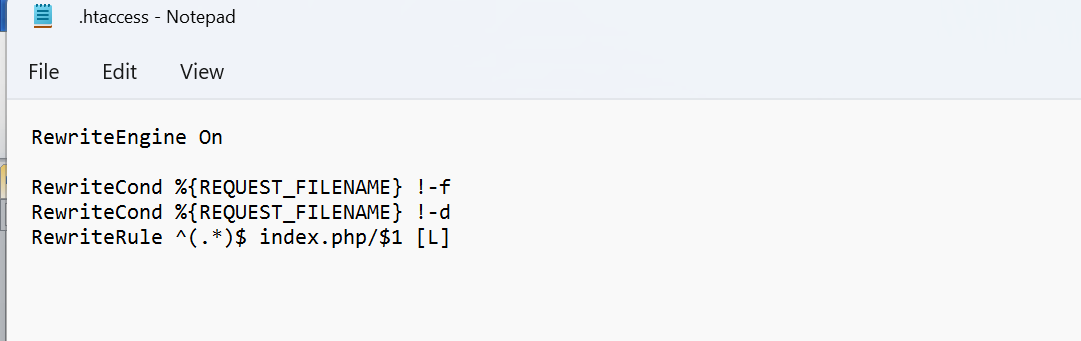 .htaccess - Notepad
File Edit View
RewriteEngine On
RewriteCond %{REQUEST_FILENAME} !-f
RewriteCond %{REQUEST_FILENAME} !-d
RewriteRule ^(.*)$ index.php/$1 [L]